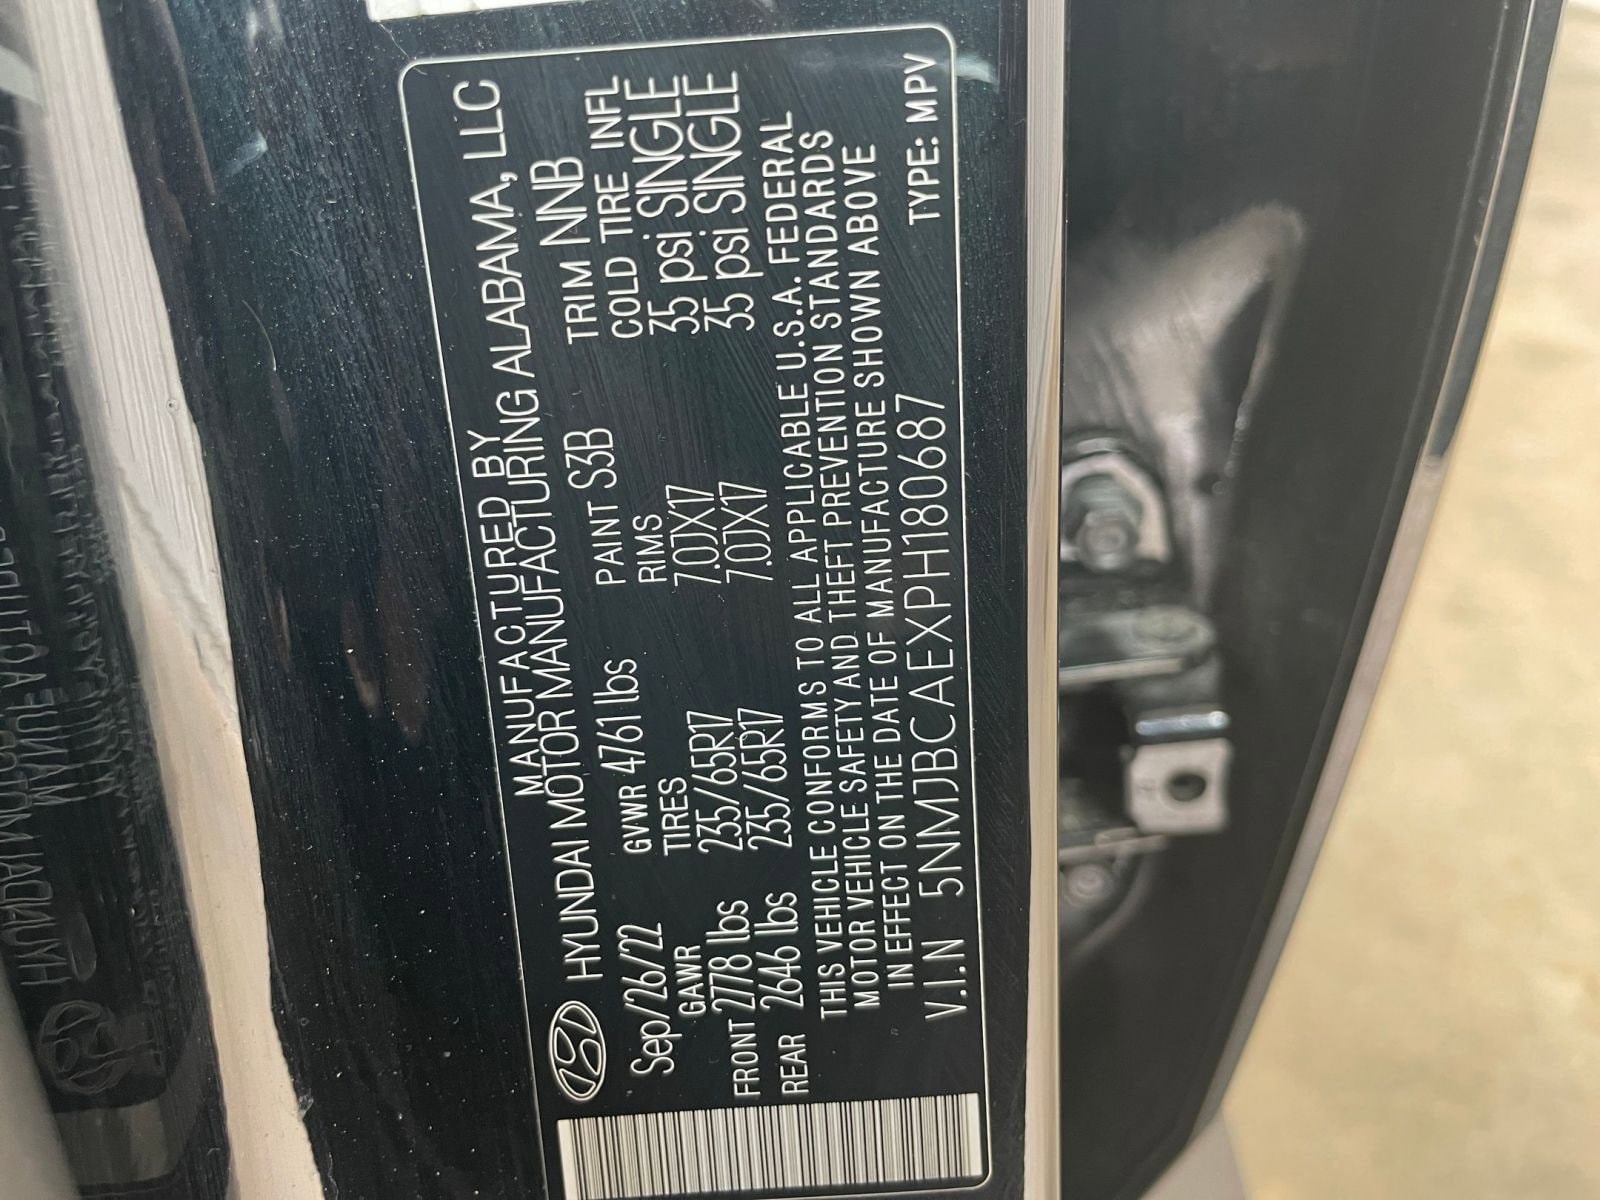 MANUFACTURED BY
HYUNDAI MOTOR MANUFACTURING ALABAMA, LLC
Sep/26/22 GVWR 4761 lbs PAINT S3B TRIM NNB
GAWR TIRES RIMS COLD TIRE INFL
FRONT 2778 lbs 235/65R17 7.0JX17 35 psi SINGLE
REAR 2646 lbs 235/65R17 7.0JX17 35 psi SINGLE
THIS VEHICLE CONFORMS TO ALL APPLICABLE U.S.A. FEDERAL
MOTOR VEHICLE SAFETY AND THEFT PREVENTION STANDARDS
IN EFFECT ON THE DATE OF MANUFACTURE SHOWN ABOVE
V.I.N 5NMJBCAEXPH180687 TYPE: MPV